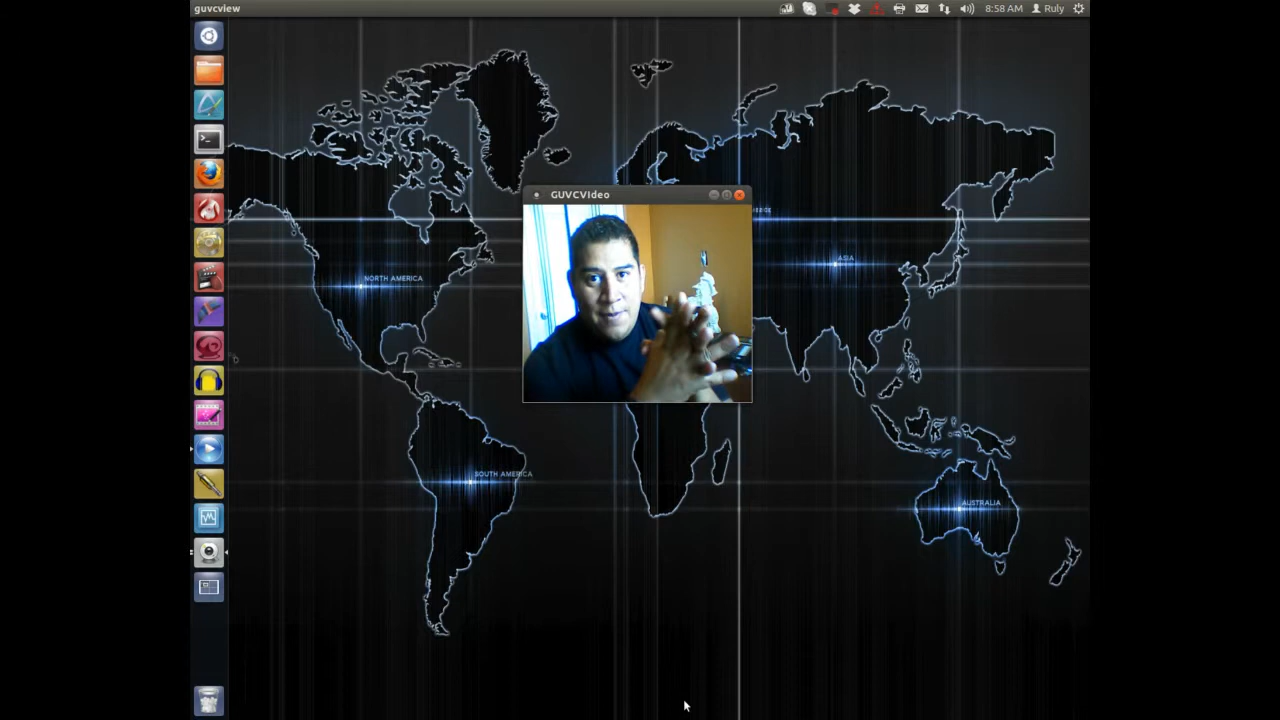 guvcview
8:58 AM
Ruly
GUVCVIdeo
NORTH AMERICA
ASIA
SOUTH AMERICA
AUSTRALIA